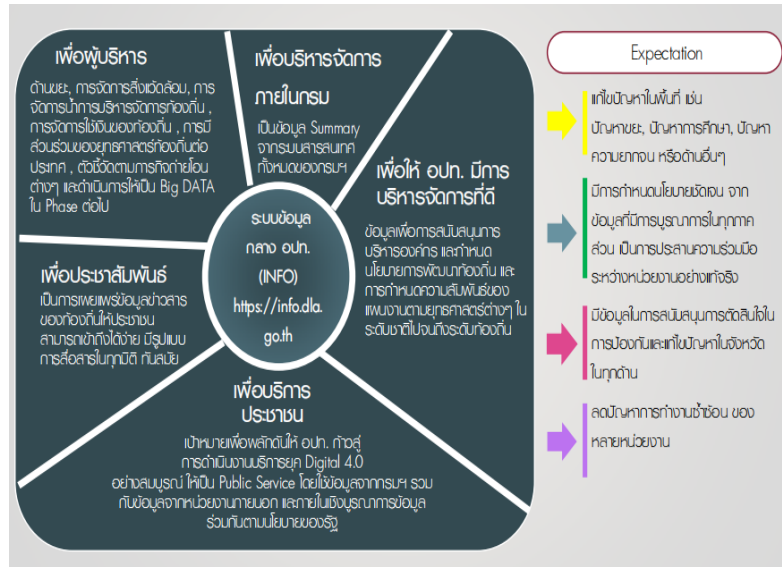 เพื่อผู้บริหาร
ด้านขยะ, การจัดการสิ่งแวดล้อม, การ
จัดการน้ำการบริหารจัดการท้องถิ่น ,
การจัดการใช้เงินของท้องถิ่น , การมี
ส่วนร่วมของยุทธศาสตร์ท้องถิ่นต่อ
ประเทศ , ตัวชี้วัดตามภารกิจถ่ายโอน
ต่างๆ และดำเนินการให้เป็น Big DATA
ใน Phase ต่อไป
เพื่อบริหารจัดการ
ภายในกรม
เป็นข้อมูล Summary
จากระบบสารสนเทศ
ทั้งหมดของกรมฯ
เพื่อให้ อปท. มีการ
บริหารจัดการที่ดี
ข้อมูลเพื่อการสนับสนุนการ
บริหารองค์กร และกำหนด
นโยบายการพัฒนาท้องถิ่น และ
การกำหนดความสัมพันธ์ของ
แผนงานตามยุทธศาสตร์ต่างๆ ใน
ระดับชาติไปจนถึงระดับท้องถิ่น
ระบบข้อมูล
กลาง อปท.
(INFO)
https://info.dla.
go.th
เพื่อประชาสัมพันธ์
เป็นการเผยแพร่ข้อมูลข่าวสาร
ของท้องถิ่นให้ประชาชน
สามารถเข้าถึงได้ง่าย มีรูปแบบ
การสื่อสารในทุกมิติ ทันสมัย
เพื่อบริการ
ประชาชน
เป้าหมายเพื่อผลักดันให้ อปท. ก้าวสู่
การดำเนินงานบริการยุค Digital 4.0
อย่างสมบูรณ์ ให้เป็น Public Service โดยใช้ข้อมูลจากกรมฯ รวม
กับข้อมูลจากหน่วยงานภายนอก และภายในเชิงบูรณาการข้อมูล
ร่วมกันตามนโยบายของรัฐ
Expectation
แก้ไขปัญหาในพื้นที่ เช่น
ปัญหาขยะ, ปัญหาการศึกษา, ปัญหา
ความยากจน หรือด้านอื่นๆ
มีการกำหนดนโยบายชัดเจน จาก
ข้อมูลที่มีการบูรณาการในทุกภาค
ส่วน เป็นการประสานความร่วมมือ
ระหว่างหน่วยงานอย่างแท้จริง
มีข้อมูลในการสนับสนุนการตัดสินใจใน
การป้องกันและแก้ไขปัญหาในจังหวัด
ในทุกด้าน
ลดปัญหาการทำงานซ้ำซ้อน ของ
หลายหน่วยงาน